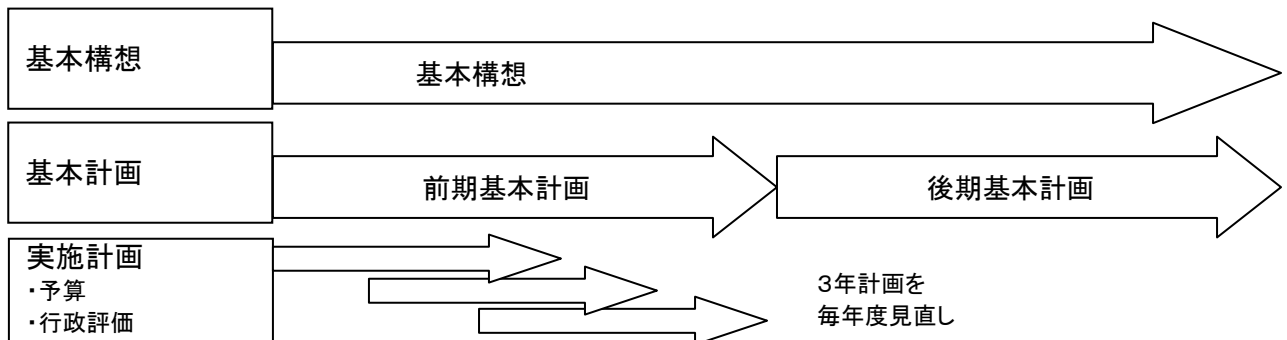 基本構想
基本構想
基本計画
前期基本計画
後期基本計画
実施計画
・予算
・行政評価
3年計画を
毎年度見直し